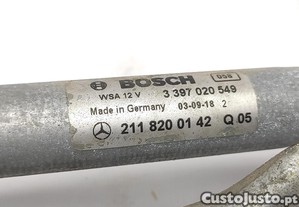 BOSCH
DSS
WSA 12 V 3 397 020 549
Made in Germany 03-09-18 2
211 820 01 42 Q 05
CustoJusto.pt